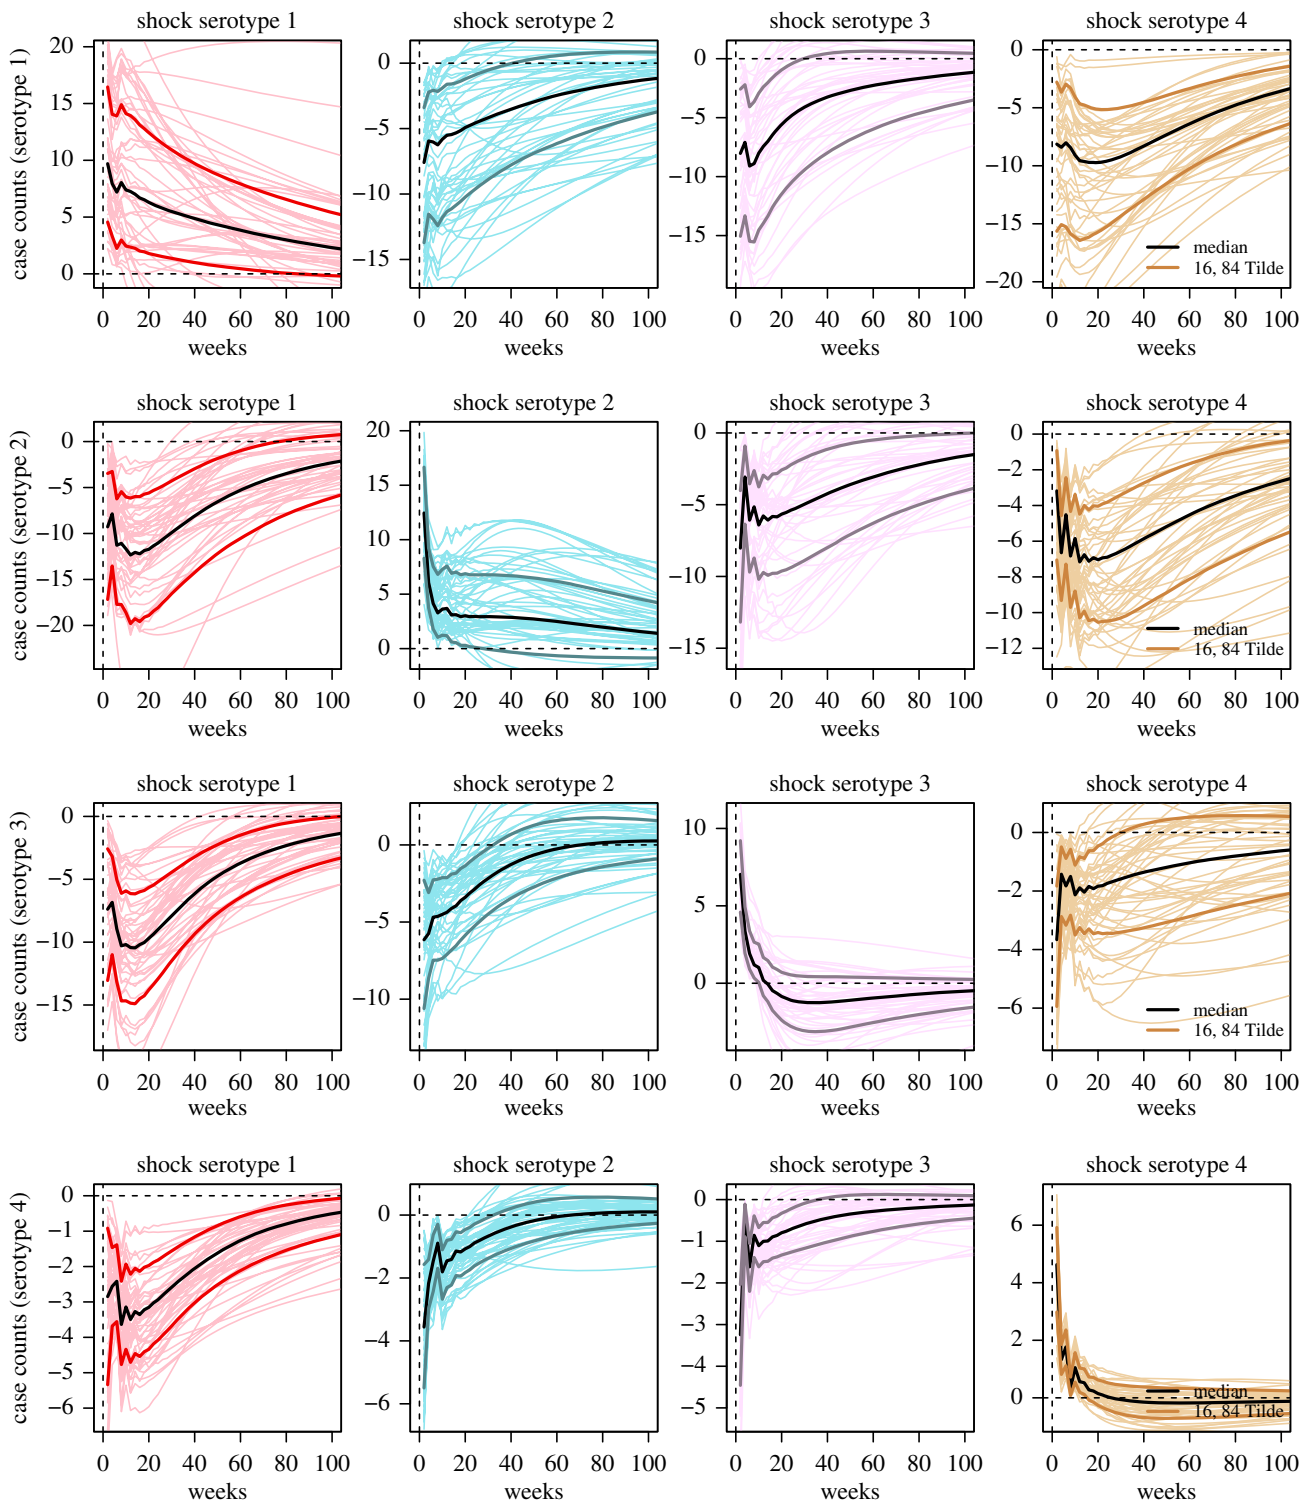 shock serotype 1 shock serotype 2 shock serotype 3 shock serotype 4
case counts (serotype 1)
20 15 10 5 0
0 −5 −10 −15
0 −5 −10 −15
0 −5 −10 −15 −20
median
16, 84 Tilde
0 20 40 60 80 100 0 20 40 60 80 100 0 20 40 60 80 100 0 20 40 60 80 100
weeks weeks weeks weeks
shock serotype 1 shock serotype 2 shock serotype 3 shock serotype 4
case counts (serotype 2)
0 −5 −10 −15 −20
20 15 10 5 0
0 −5 −10 −15
0 −2 −4 −6 −8 −10 −12
median
16, 84 Tilde
0 20 40 60 80 100 0 20 40 60 80 100 0 20 40 60 80 100 0 20 40 60 80 100
weeks weeks weeks weeks
shock serotype 1 shock serotype 2 shock serotype 3 shock serotype 4
case counts (serotype 3)
0 −5 −10 −15
0 −5 −10
10 5 0
0 −2 −4 −6
median
16, 84 Tilde
0 20 40 60 80 100 0 20 40 60 80 100 0 20 40 60 80 100 0 20 40 60 80 100
weeks weeks weeks weeks
shock serotype 1 shock serotype 2 shock serotype 3 shock serotype 4
case counts (serotype 4)
0 −1 −2 −3 −4 −5 −6
0 −2 −4 −6
0 −1 −2 −3 −4 −5
6 4 2 0
median
16, 84 Tilde
0 20 40 60 80 100 0 20 40 60 80 100 0 20 40 60 80 100 0 20 40 60 80 100
weeks weeks weeks weeks